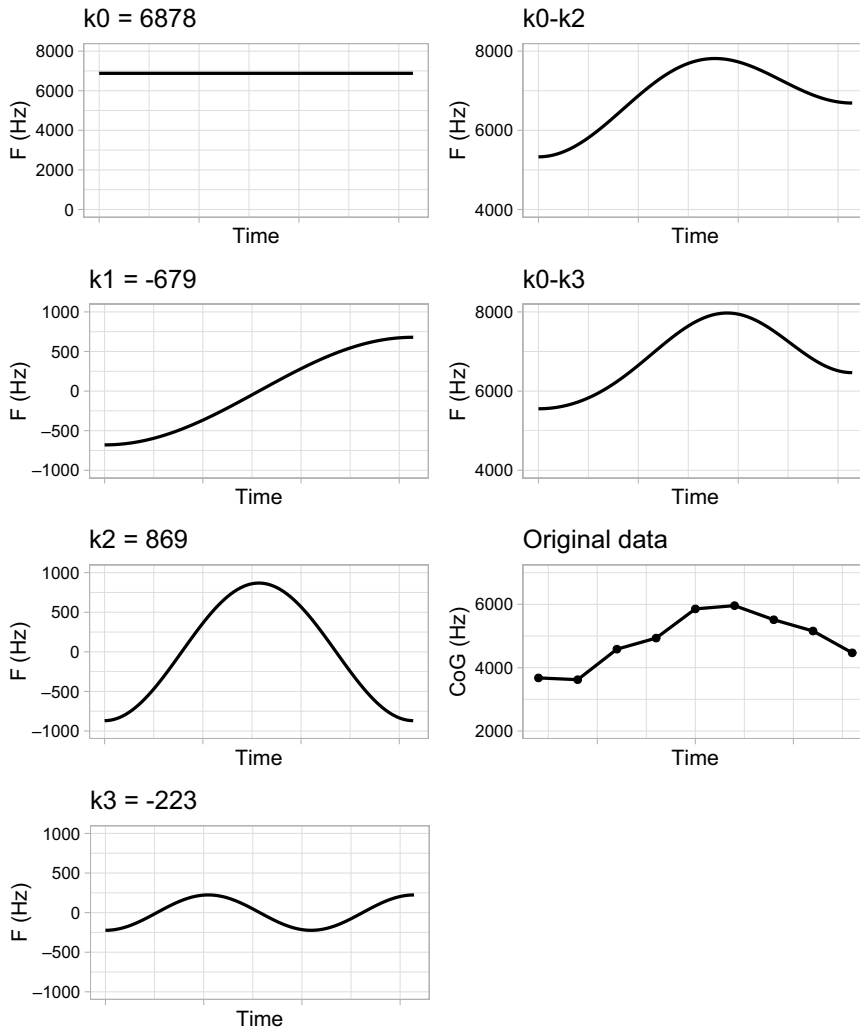 k0 = 6878
8000
6000
4000
2000
0
F (Hz)
Time
k0-k2
8000
6000
4000
F (Hz)
Time
k1 = -679
1000
500
0
−500
−1000
F (Hz)
Time
k0-k3
8000
6000
4000
F (Hz)
Time
k2 = 869
1000
500
0
−500
−1000
F (Hz)
Time
Original data
6000
4000
2000
CoG (Hz)
Time
k3 = -223
1000
500
0
−500
−1000
F (Hz)
Time